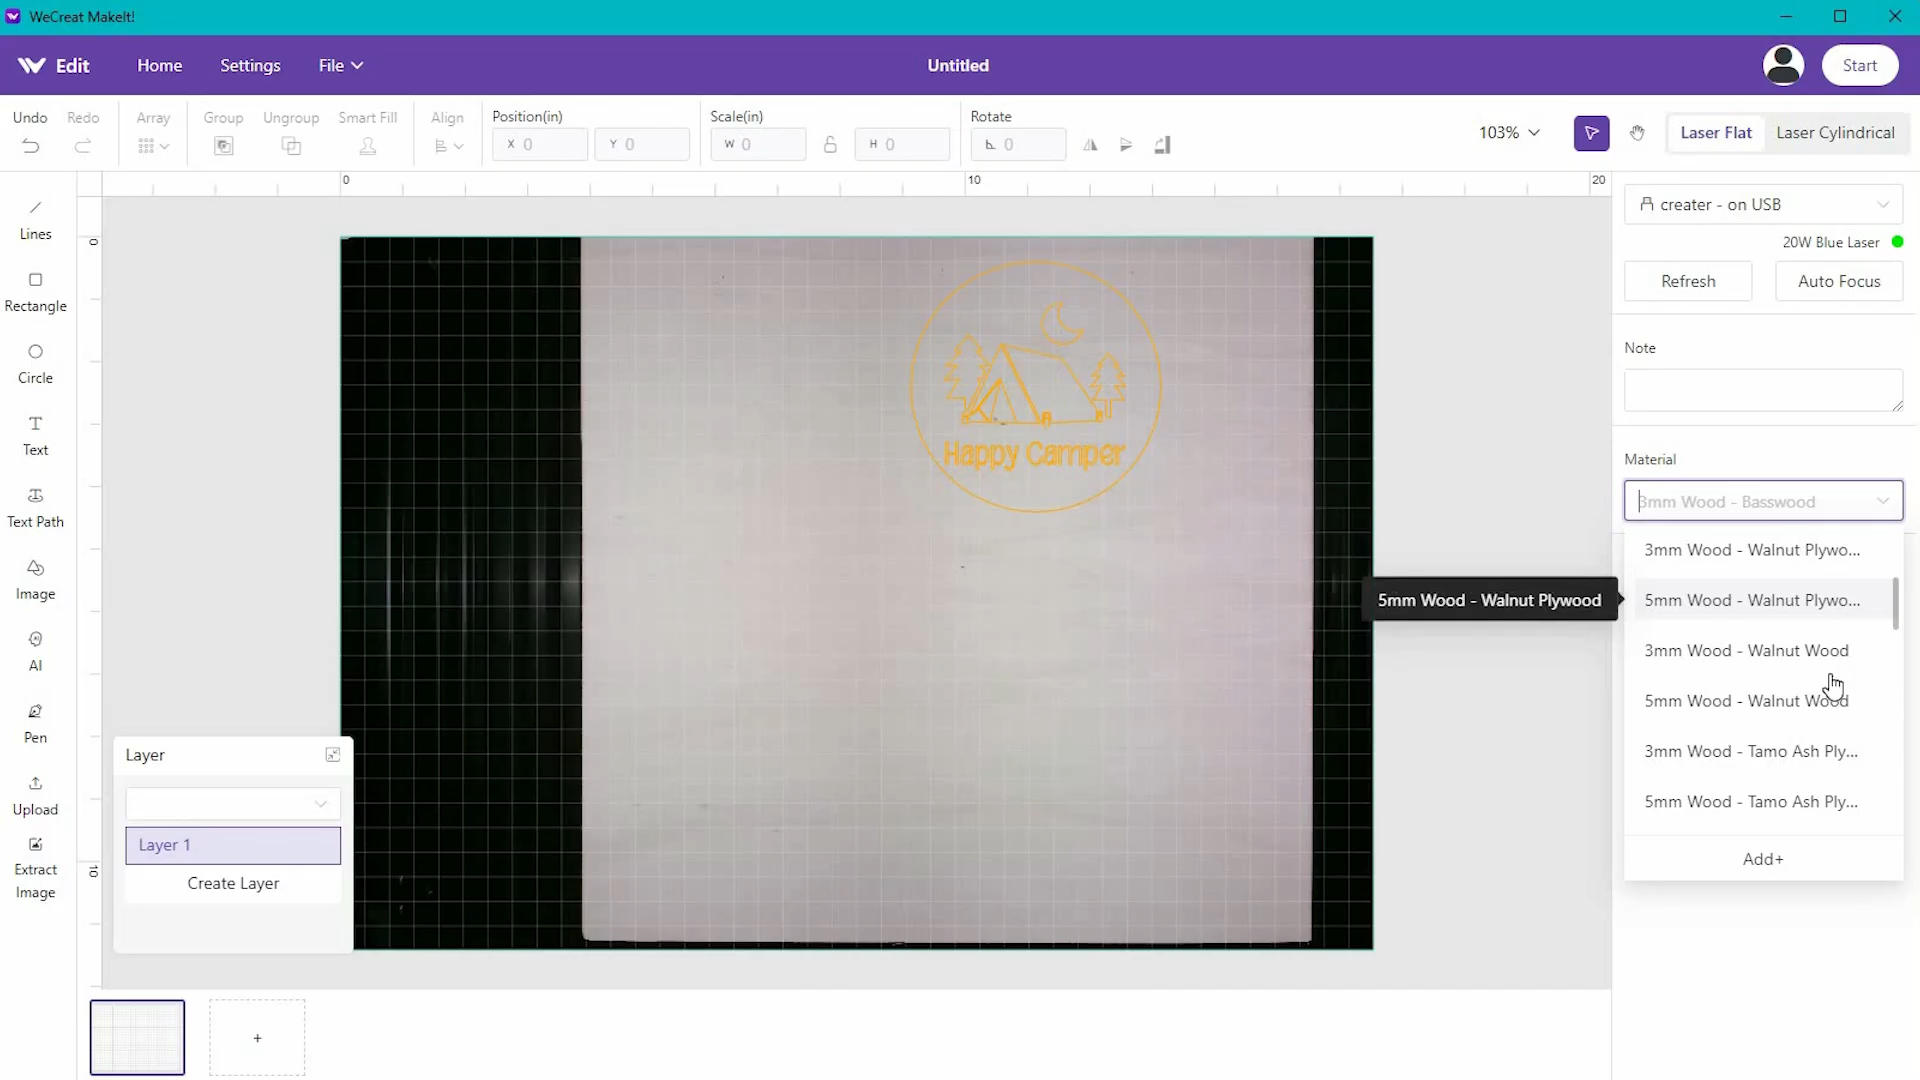 WeCreat MakeIt!
Edit Home Settings File Untitled Start
Undo Redo Array Group Ungroup Smart Fill Align Position(in) Scale(in) Rotate
X 0 Y 0 W 0 H 0 0
103% Laser Flat Laser Cylindrical
0 10 20
0
10
Lines
Rectangle
Circle
Text
Text Path
Image
AI
Pen
Upload
Extract
Image
Happy Camper
Layer
Layer 1
Create Layer
+
creater - on USB
20W Blue Laser
Refresh Auto Focus
Note
Material
3mm Wood - Basswood
3mm Wood - Walnut Plywo...
5mm Wood - Walnut Plywood
5mm Wood - Walnut Plywo...
3mm Wood - Walnut Wood
5mm Wood - Walnut Wood
3mm Wood - Tamo Ash Ply...
5mm Wood - Tamo Ash Ply...
Add+